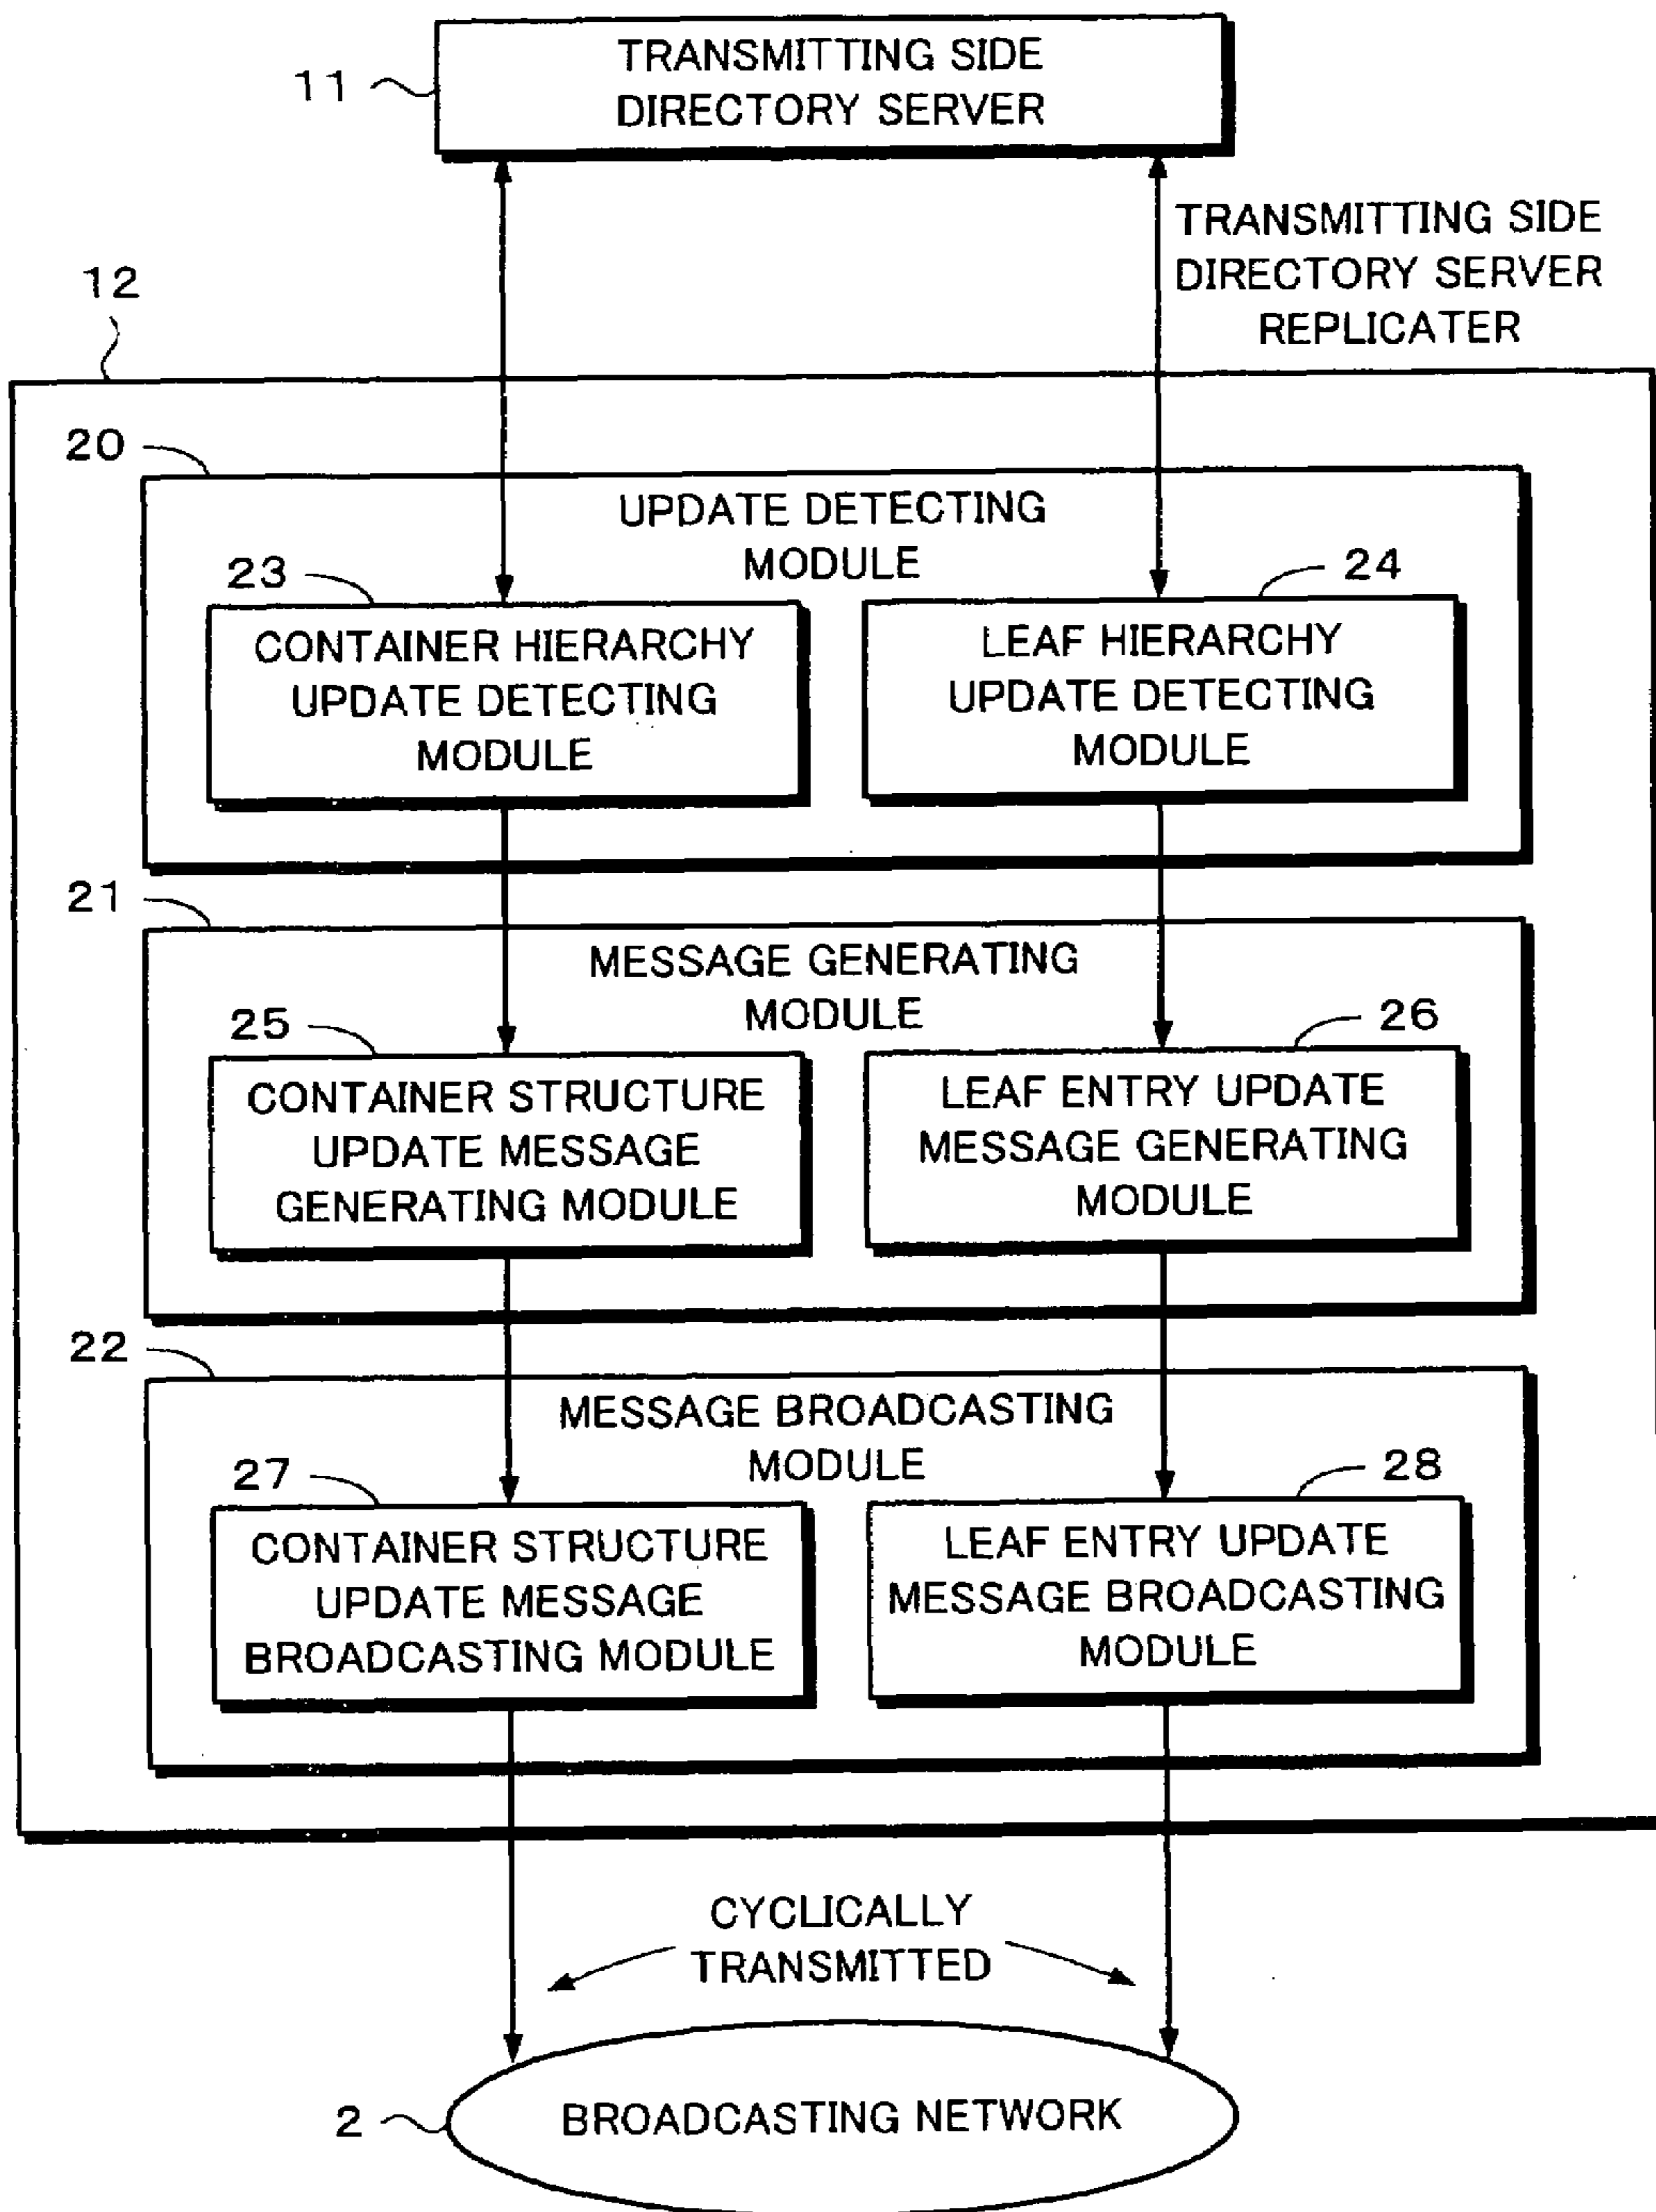 TRANSMITTING SIDE
DIRECTORY SERVER
11
TRANSMITTING SIDE
DIRECTORY SERVER
REPLICATER
12
20
UPDATE DETECTING
MODULE
23
24
CONTAINER HIERARCHY
UPDATE DETECTING
MODULE
LEAF HIERARCHY
UPDATE DETECTING
MODULE
21
MESSAGE GENERATING
MODULE
25
26
CONTAINER STRUCTURE
UPDATE MESSAGE
GENERATING MODULE
LEAF ENTRY UPDATE
MESSAGE GENERATING
MODULE
22
MESSAGE BROADCASTING
MODULE
27
28
CONTAINER STRUCTURE
UPDATE MESSAGE
BROADCASTING MODULE
LEAF ENTRY UPDATE
MESSAGE BROADCASTING
MODULE
CYCLICALLY
TRANSMITTED
2
BROADCASTING NETWORK